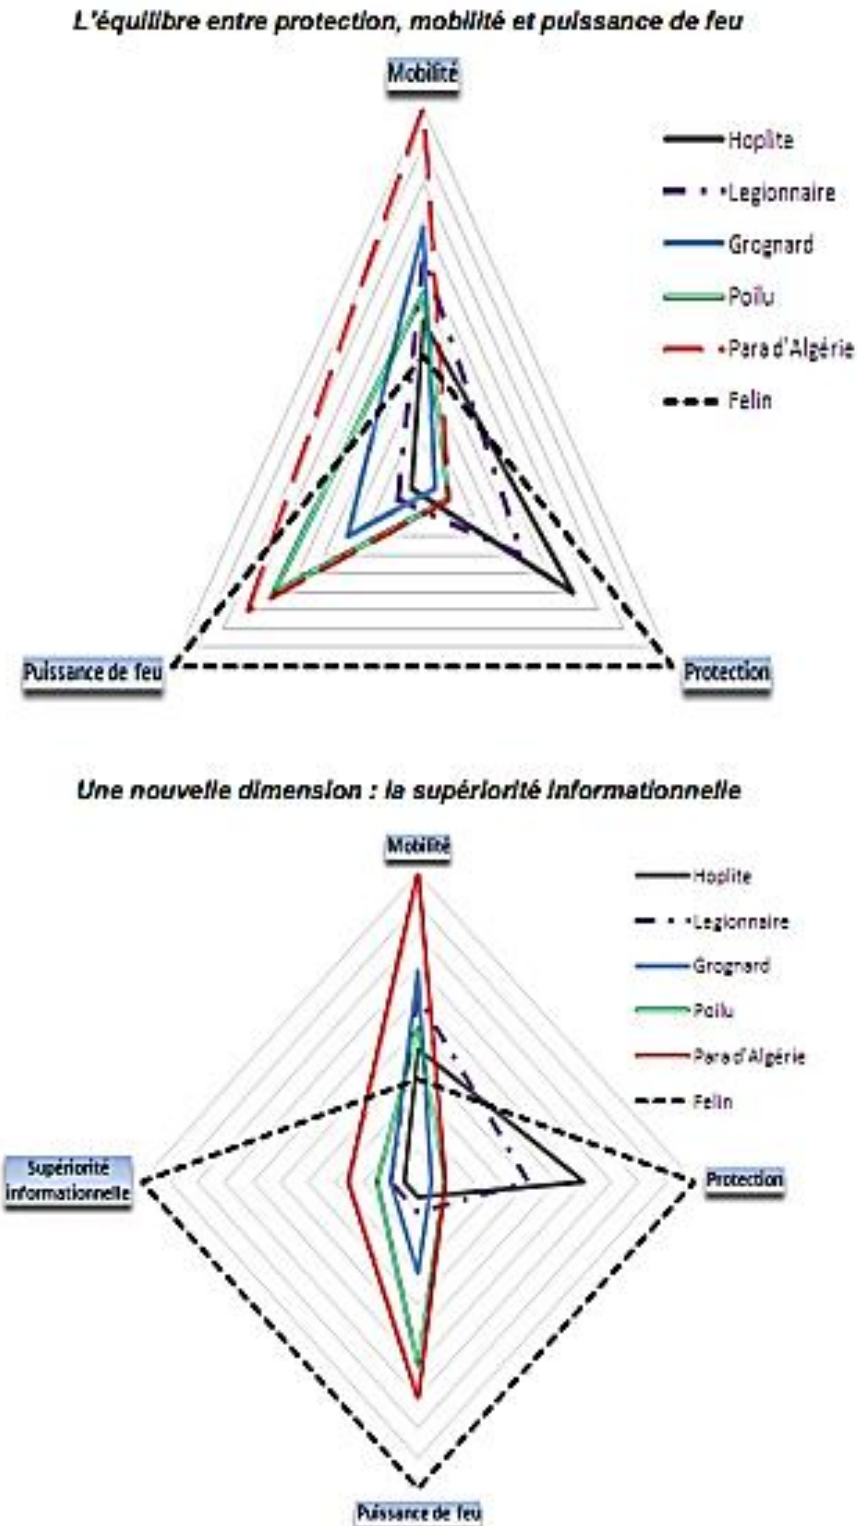 L'équilibre entre protection, mobilité et puissance de feu
Mobilité
Hoplite
Legionnaire
Grognard
Poilu
Para d'Algérie
Felin
Puissance de feu
Protection
Une nouvelle dimension : la supériorité informationnelle
Mobilité
Hoplite
Legionnaire
Grognard
Poilu
Para d'Algérie
Felin
Supériorité
informationnelle
Protection
Puissance de feu